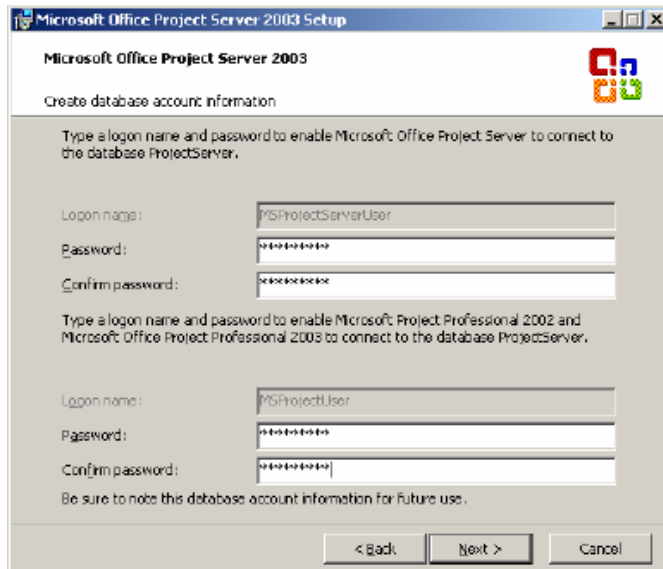 Microsoft Office Project Server 2003 Setup
Microsoft Office Project Server 2003
Create database account information
Type a logon name and password to enable Microsoft Office Project Server to connect to
the database ProjectServer.
Logon name: MSProjectServerUser
Password: *********
Confirm password: *********
Type a logon name and password to enable Microsoft Project Professional 2002 and
Microsoft Office Project Professional 2003 to connect to the database ProjectServer.
Logon name: MSProjectUser
Password: *********
Confirm password: *********
Be sure to note this database account information for future use.
< Back Next > Cancel